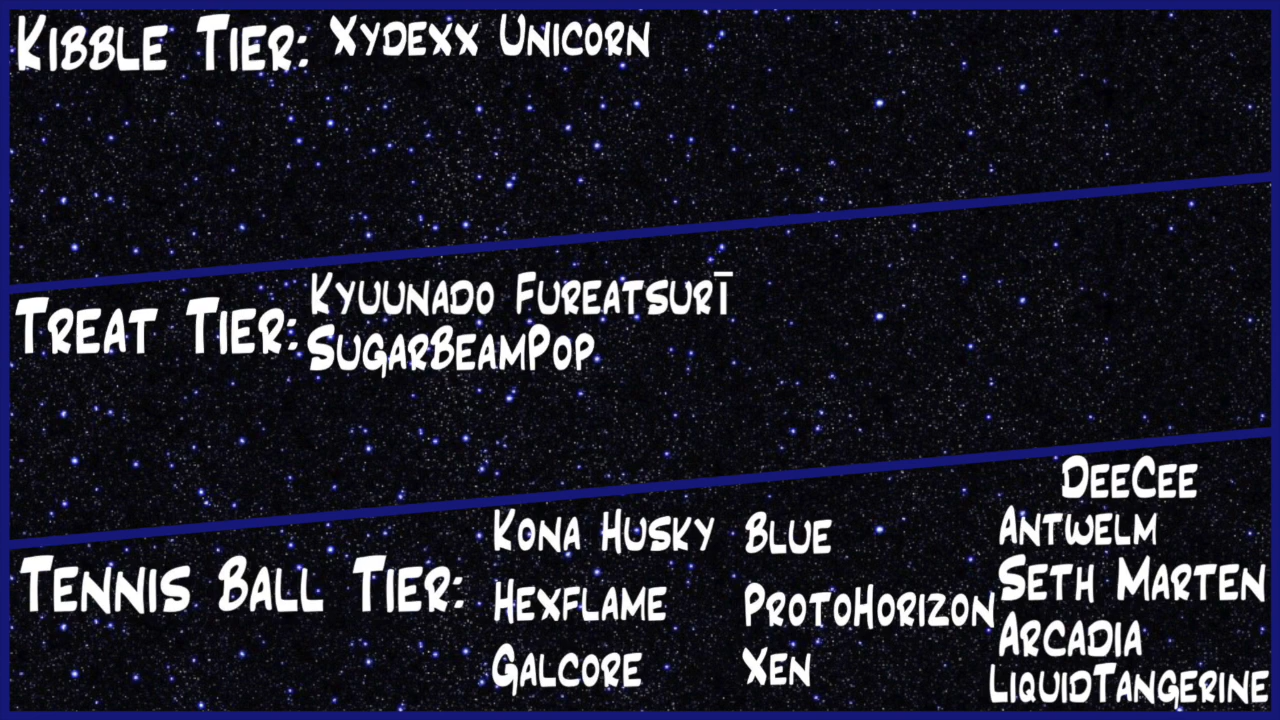 Kibble Tier: Xydexx Unicorn
Treat Tier: Kyuunado Fureatsurī
SugarBeamPop
Tennis Ball Tier:
Kona Husky
Hexflame
Galcore
Blue
ProtoHorizon
Xen
DeeCee
Antwelm
Seth Marten
Arcadia
LiquidTangerine